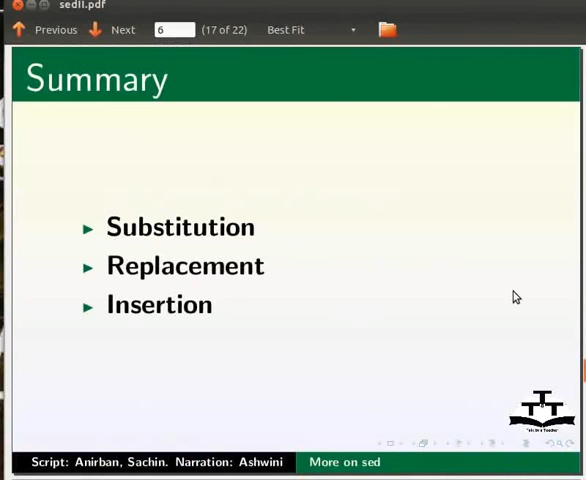 sedII.pdf
Previous Next 6 (17 of 22) Best Fit
Summary
Substitution
Replacement
Insertion
Script: Anirban, Sachin. Narration: Ashwini More on sed